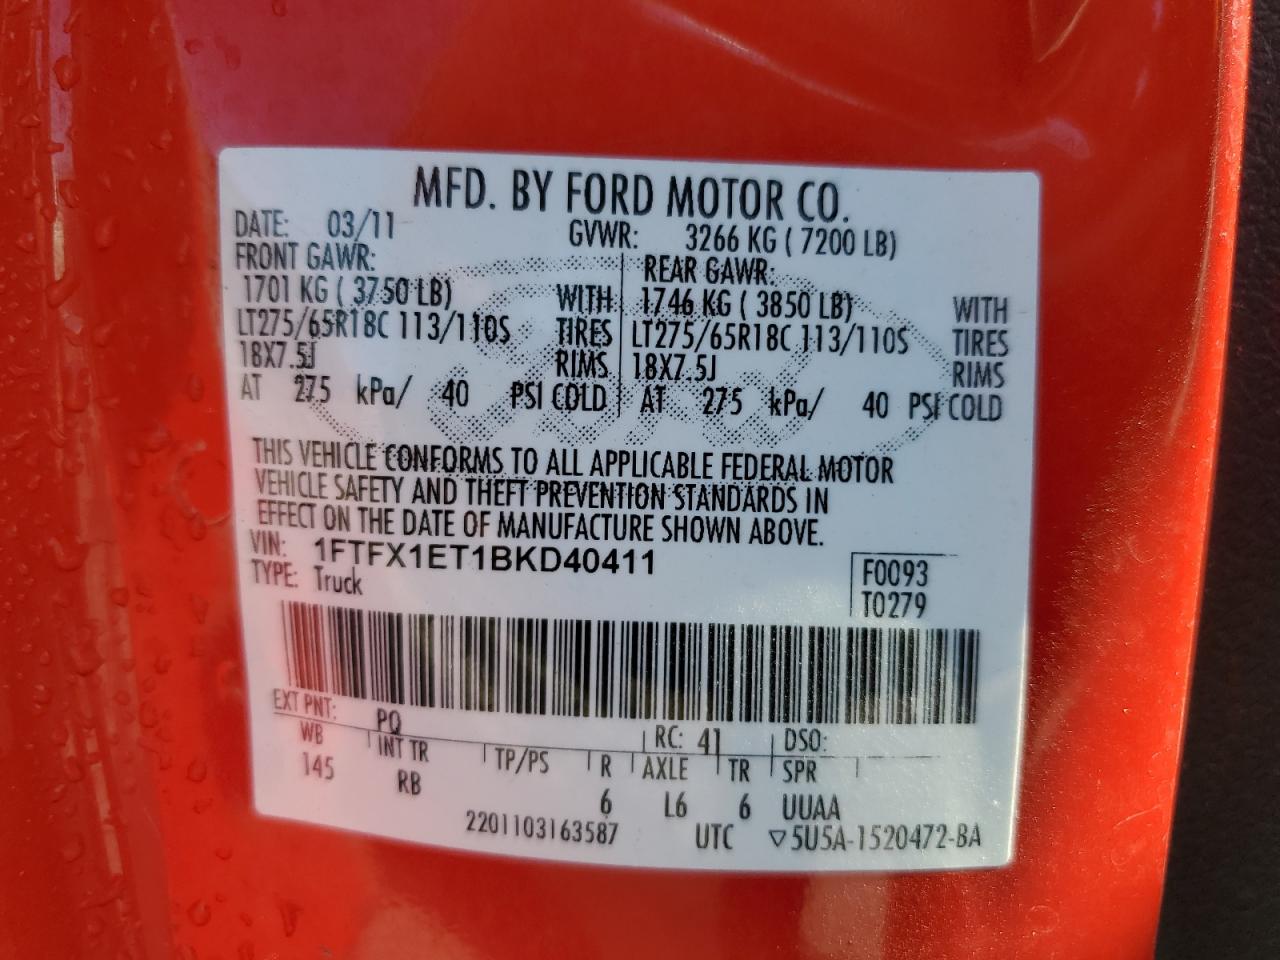 MFD. BY FORD MOTOR CO.
DATE: 03/11 GVWR: 3266 KG ( 7200 LB)
FRONT GAWR: REAR GAWR:
1701 KG ( 3750 LB) WITH 1746 KG ( 3850 LB) WITH
LT275/65R18C 113/110S TIRES LT275/65R18C 113/110S TIRES
18X7.5J RIMS 18X7.5J RIMS
AT 275 kPa/ 40 PSI COLD AT 275 kPa/ 40 PSI COLD
THIS VEHICLE CONFORMS TO ALL APPLICABLE FEDERAL MOTOR
VEHICLE SAFETY AND THEFT PREVENTION STANDARDS IN
EFFECT ON THE DATE OF MANUFACTURE SHOWN ABOVE.
VIN: 1FTFX1ET1BKD40411 F0093
TYPE: Truck T0279
EXT PNT: PQ RC: 41 DSO:
WB INT TR TP/PS R AXLE TR SPR
145 RB 6 L6 6 UUAA
2201103163587 UTC ▽5U5A-1520472-BA